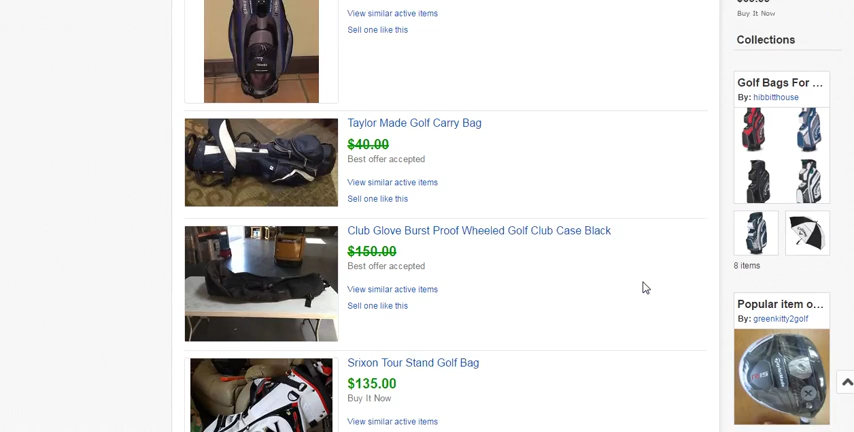 View similar active items
Sell one like this
Taylor Made Golf Carry Bag
$40.00
Best offer accepted
View similar active items
Sell one like this
Club Glove Burst Proof Wheeled Golf Club Case Black
$150.00
Best offer accepted
View similar active items
Sell one like this
Srixon Tour Stand Golf Bag
$135.00
Buy It Now
View similar active items
Buy It Now
Collections
Golf Bags For ...
By: hibbitthouse
8 items
Popular item o...
By: greenkitty2golf